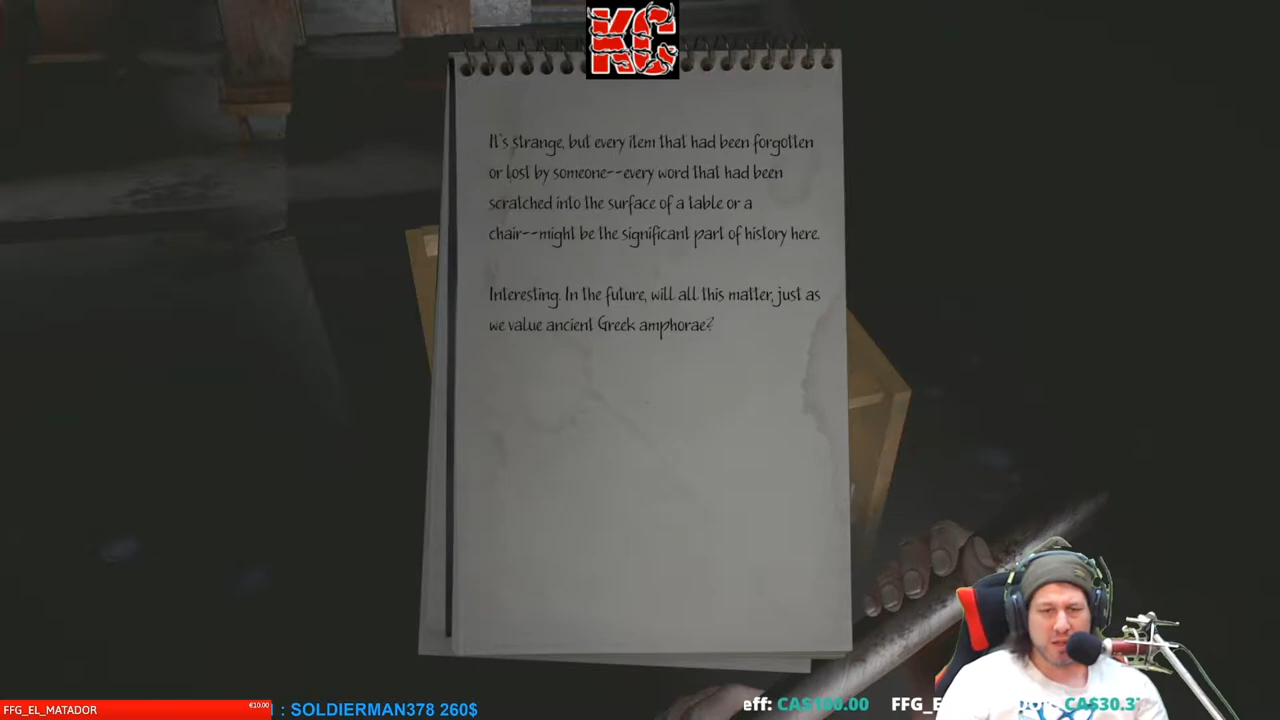 KC
It's strange, but every item that had been forgotten
or lost by someone--every word that had been
scratched into the surface of a table or a
chair--might be the significant part of history here.
Interesting. In the future, will all this matter, just as
we value ancient Greek amphorae?
FFG_EL_MATADOR €10.00
: SOLDIERMAN378 260$
eff: CA$100.00 FFG_E CA$30.3